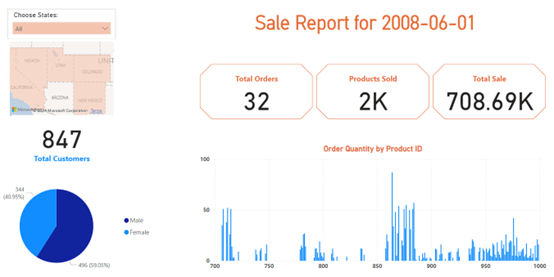 Choose States:
All
Sale Report for 2008-06-01
NEVADA
UTAH
COLORADO
CALIFORNIA
ARIZONA
NEW MEXICO
© 2024 Microsoft Corporation Terms
Total Orders
32
Products Sold
2K
Total Sale
708.69K
847
Total Customers
Order Quantity by Product ID
100
50
0
700
750
800
850
900
950
1000
344
(40.95%)
496 (59.05%)
Male
Female